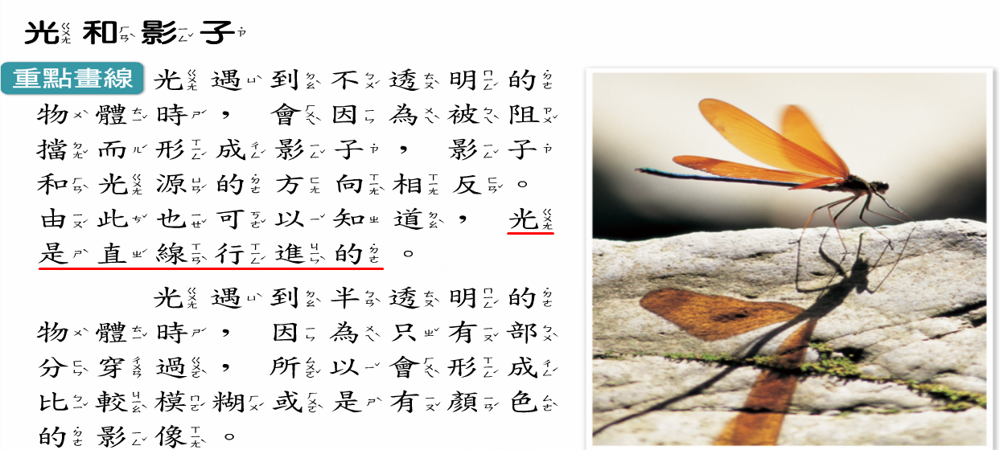 光和影子
重點畫線 光遇到不透明的
物體時，會因為被阻
擋而形成影子，影子
和光源的方向相反。
由此也可以知道，光
是直線行進的。
光遇到半透明的
物體時，因為只有部
分穿過，所以會形成
比較模糊或是有顏色
的影像。